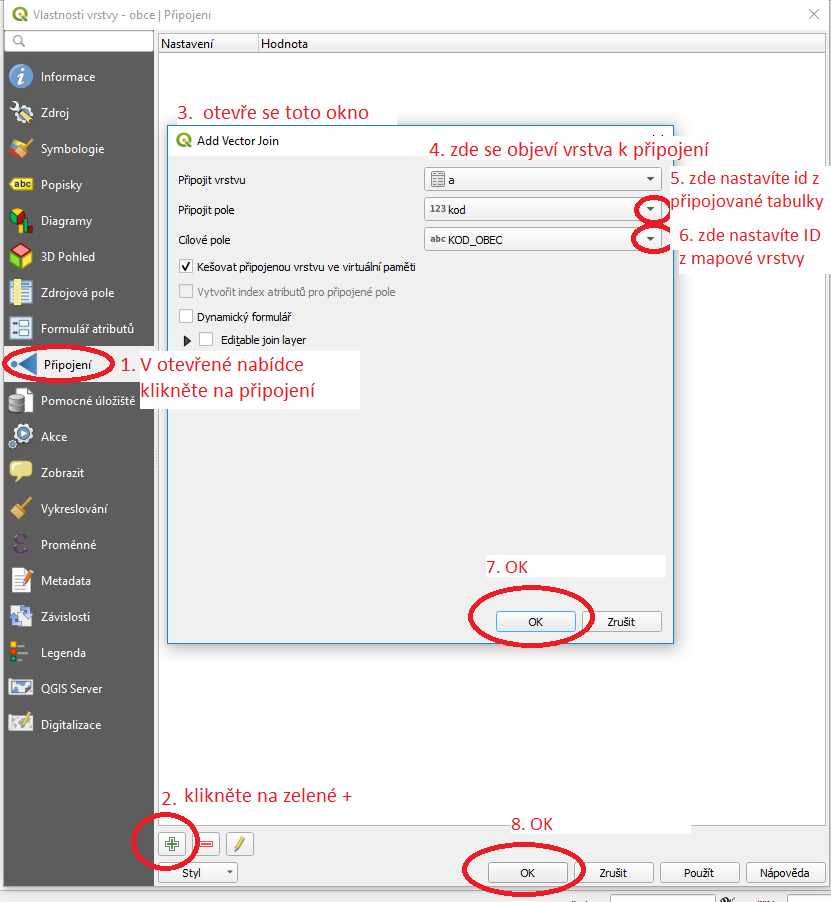 Vlastnosti vrstvy - obce | Připojení
Nastavení Hodnota
Informace
Zdroj
Symbologie
abc Popisky
Diagramy
3D Pohled
Zdrojová pole
Formulář atributů
Připojení
Pomocné úložiště
Akce
Zobrazit
Vykreslování
Proměnné
Metadata
Závislosti
Legenda
QGIS Server
Digitalizace
1. V otevřené nabídce
klikněte na připojení
2. klikněte na zelené +
3. otevře se toto okno
Add Vector Join
4. zde se objeví vrstva k připojení
Připojit vrstvu a
5. zde nastavíte id z
připojované tabulky
Připojit pole 123 kod
Cílové pole abc KOD_OBEC
6. zde nastavíte ID
z mapové vrstvy
Kešovat připojenou vrstvu ve virtuální paměti
Vytvořit index atributů pro připojené pole
Dynamický formulář
Editable join layer
7. OK
OK Zrušit
8. OK
Styl OK Zrušit Použít Nápověda